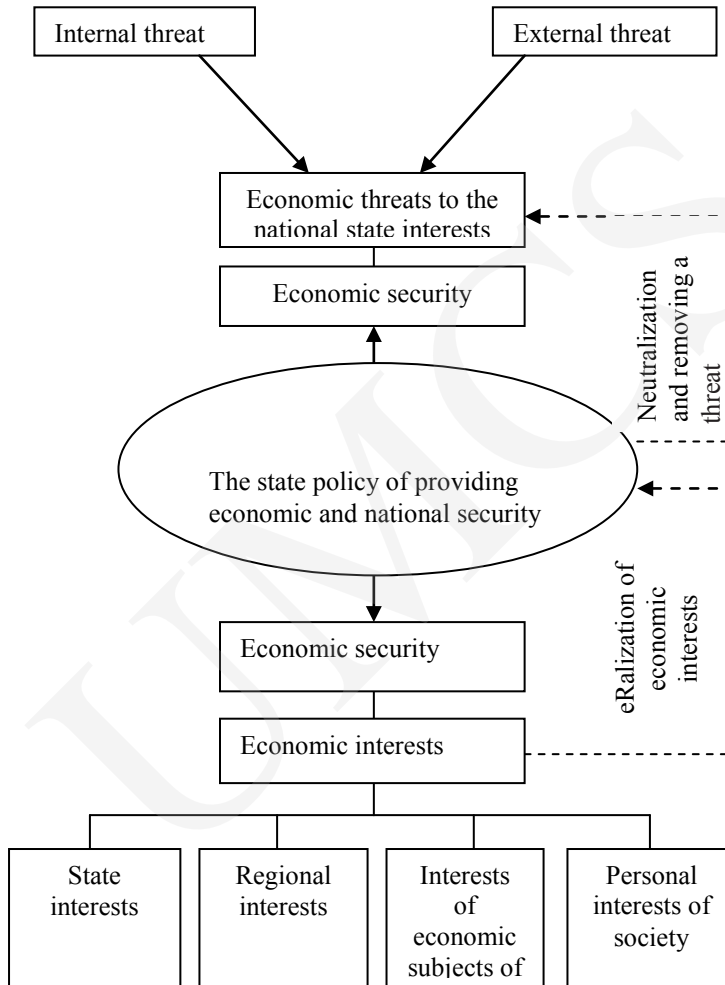 Internal threat
External threat
Economic threats to the
national state interests
Economic security
Neutralization
and removing a
threat
The state policy of providing
economic and national security
eRalization of
economic
interests
Economic security
Economic interests
State
interests
Regional
interests
Interests
of
economic
subjects of
Personal
interests of
society
UMCS